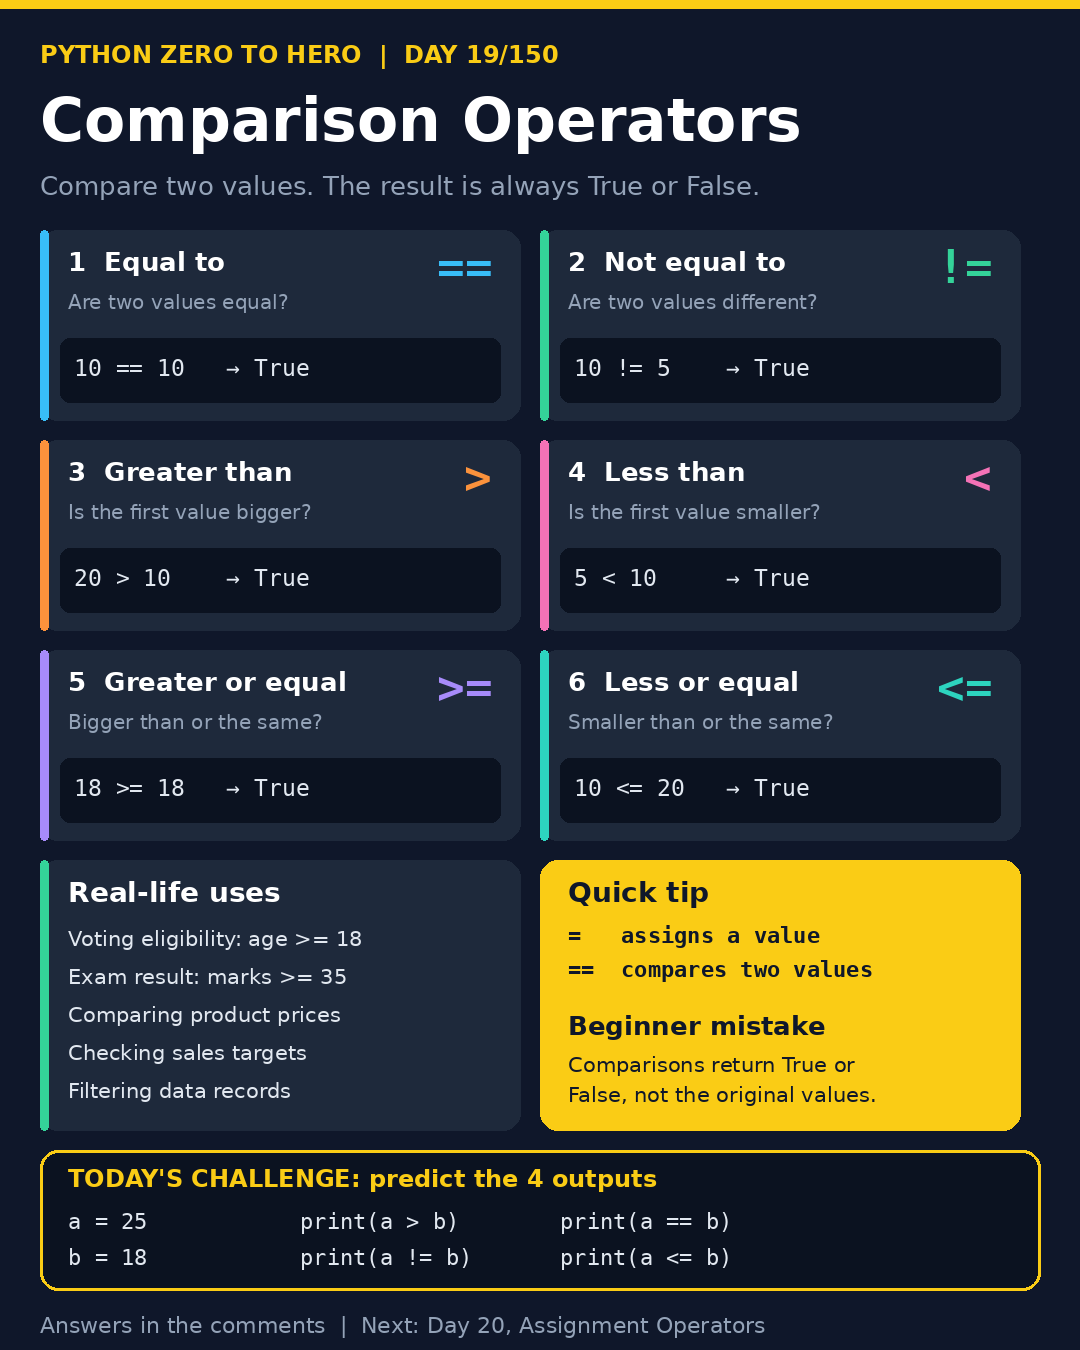 PYTHON ZERO TO HERO | DAY 19/150
Comparison Operators
Compare two values. The result is always True or False.
1 Equal to ==
Are two values equal?
10 == 10 → True
2 Not equal to !=
Are two values different?
10 != 5 → True
3 Greater than >
Is the first value bigger?
20 > 10 → True
4 Less than <
Is the first value smaller?
5 < 10 → True
5 Greater or equal >=
Bigger than or the same?
18 >= 18 → True
6 Less or equal <=
Smaller than or the same?
10 <= 20 → True
Real-life uses
Voting eligibility: age >= 18
Exam result: marks >= 35
Comparing product prices
Checking sales targets
Filtering data records
Quick tip
= assigns a value
== compares two values
Beginner mistake
Comparisons return True or
False, not the original values.
TODAY'S CHALLENGE: predict the 4 outputs
a = 25 print(a > b) print(a == b)
b = 18 print(a != b) print(a <= b)
Answers in the comments | Next: Day 20, Assignment Operators